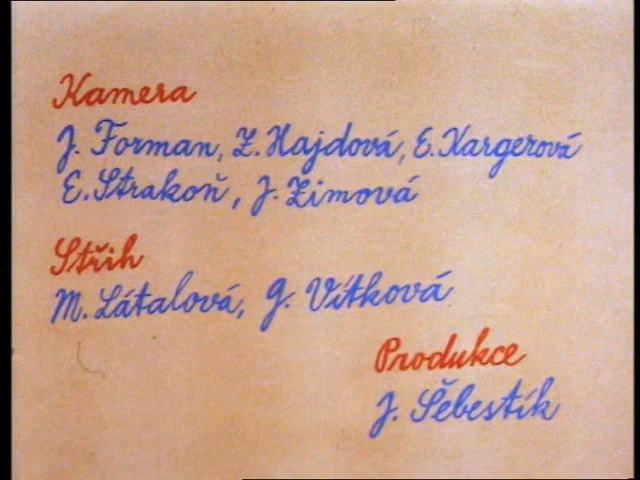 Kamera
J. Forman, Z. Hajdová, E. Kargerová
E. Strakoň, J. Zimová
Střih
M. Látalová, G. Vítková
Produkce
J. Šebestík